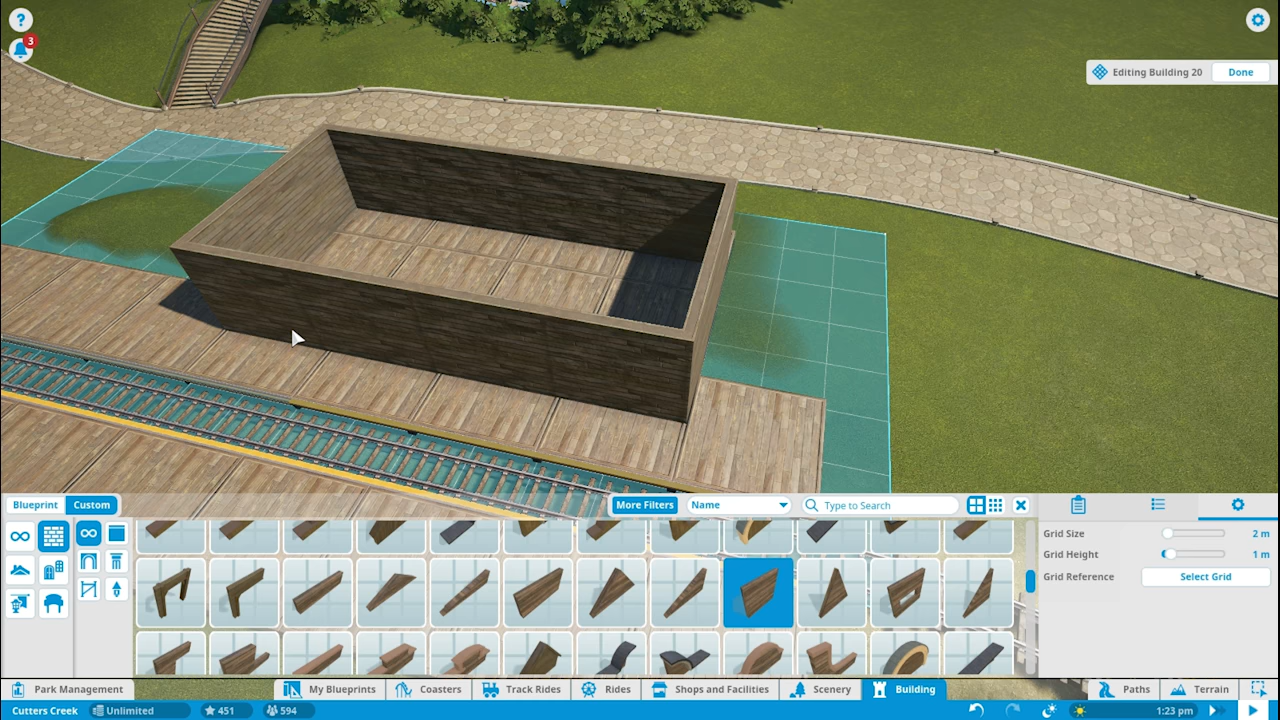 ?
3
Editing Building 20 Done
Blueprint Custom
More Filters Name Type to Search
Grid Size 2 m
Grid Height 1 m
Grid Reference Select Grid
Park Management My Blueprints Coasters Track Rides Rides Shops and Facilities Scenery Building Paths Terrain
Cutters Creek Unlimited 451 594 1:23 pm